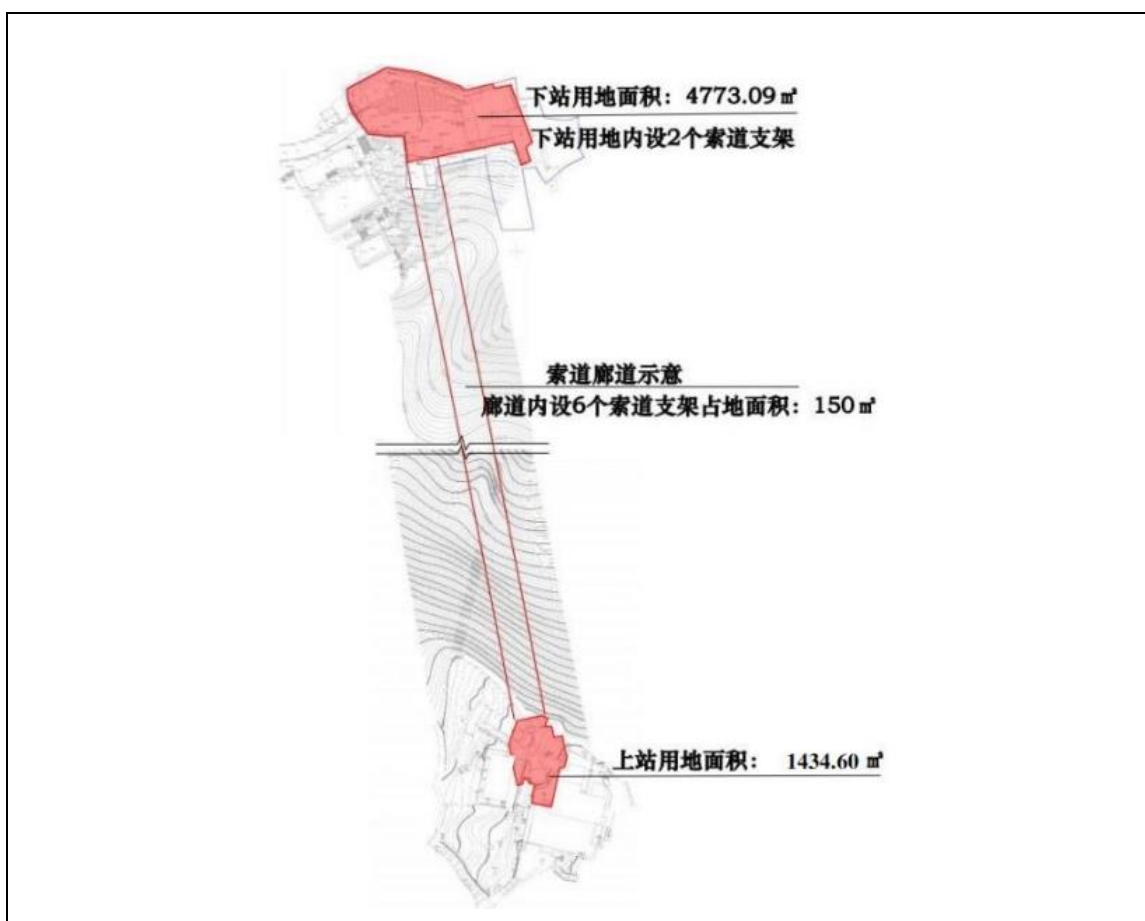 下站用地面积：4773.09㎡
下站用地内设2个索道支架
索道廊道示意
廊道内设6个索道支架占地面积：150㎡
上站用地面积： 1434.60 ㎡